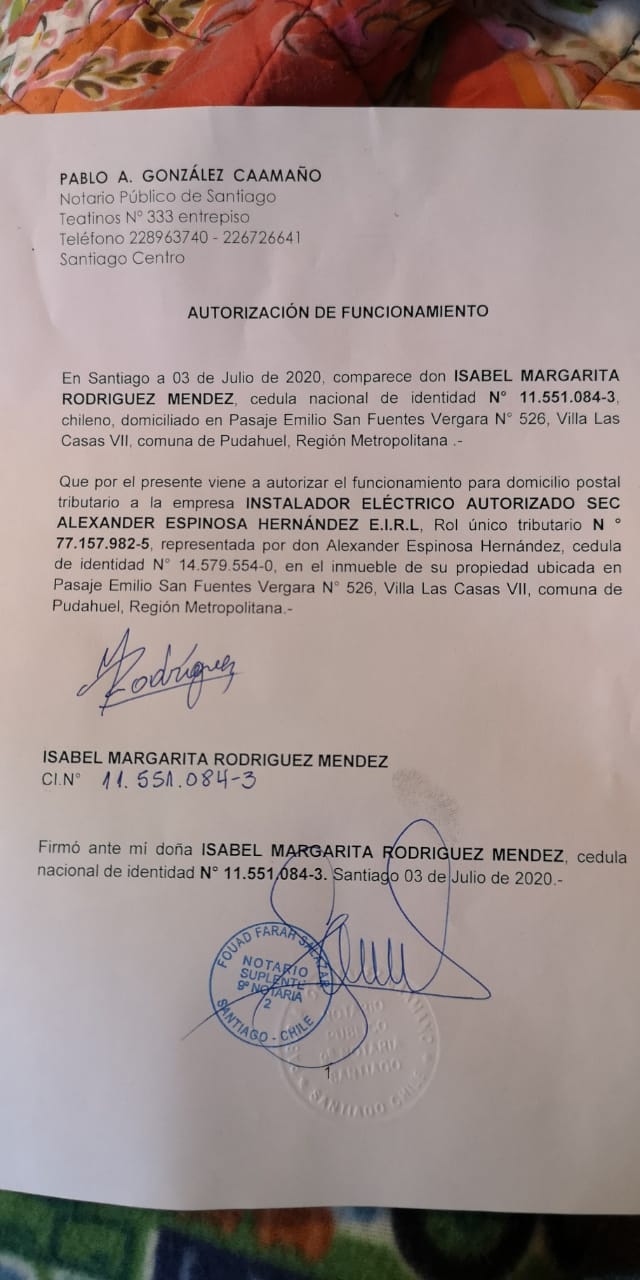 PABLO A. GONZÁLEZ CAAMAÑO
Notario Público de Santiago
Teatinos N° 333 entrepiso
Teléfono 228963740 - 226726641
Santiago Centro
AUTORIZACIÓN DE FUNCIONAMIENTO
En Santiago a 03 de Julio de 2020, comparece don ISABEL MARGARITA
RODRIGUEZ MENDEZ, cedula nacional de identidad N° 11.551.084-3,
chileno, domiciliado en Pasaje Emilio San Fuentes Vergara N° 526, Villa Las
Casas VII, comuna de Pudahuel, Región Metropolitana .-
Que por el presente viene a autorizar el funcionamiento para domicilio postal
tributario a la empresa INSTALADOR ELÉCTRICO AUTORIZADO SEC
ALEXANDER ESPINOSA HERNÁNDEZ E.I.R.L, Rol único tributario N °
77.157.982-5, representada por don Alexander Espinosa Hernández, cedula
de identidad N° 14.579.554-0, en el inmueble de su propiedad ubicada en
Pasaje Emilio San Fuentes Vergara N° 526, Villa Las Casas VII, comuna de
Pudahuel, Región Metropolitana.-
MRodríguez
ISABEL MARGARITA RODRIGUEZ MENDEZ
CI.N° 11.551.084-3
Firmó ante mí doña ISABEL MARGARITA RODRIGUEZ MENDEZ, cedula
nacional de identidad N° 11.551.084-3. Santiago 03 de Julio de 2020.-
FOUAD FARAH SALAZAR
NOTARIO
SUPLENTE
9º NOTARIA
2
SANTIAGO - CHILE
NOTARIO
PUBLICO
NOTARIA
SANTIAGO
SANTIAGO CHILE
1